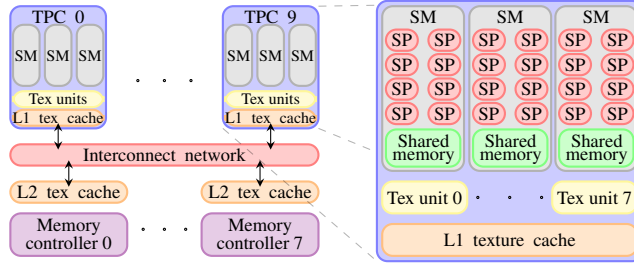 TPC 0
SM SM SM
Tex units
L1 tex cache
. . .
TPC 9
SM SM SM
Tex units
L1 tex cache
Interconnect network
L2 tex cache
L2 tex cache
Memory
controller 0
. . .
Memory
controller 7
SM SM SM
SP SP SP SP SP SP
SP SP SP SP SP SP
SP SP SP SP SP SP
SP SP SP SP SP SP
Shared
memory
Shared
memory
Shared
memory
Tex unit 0 . . . Tex unit 7
L1 texture cache